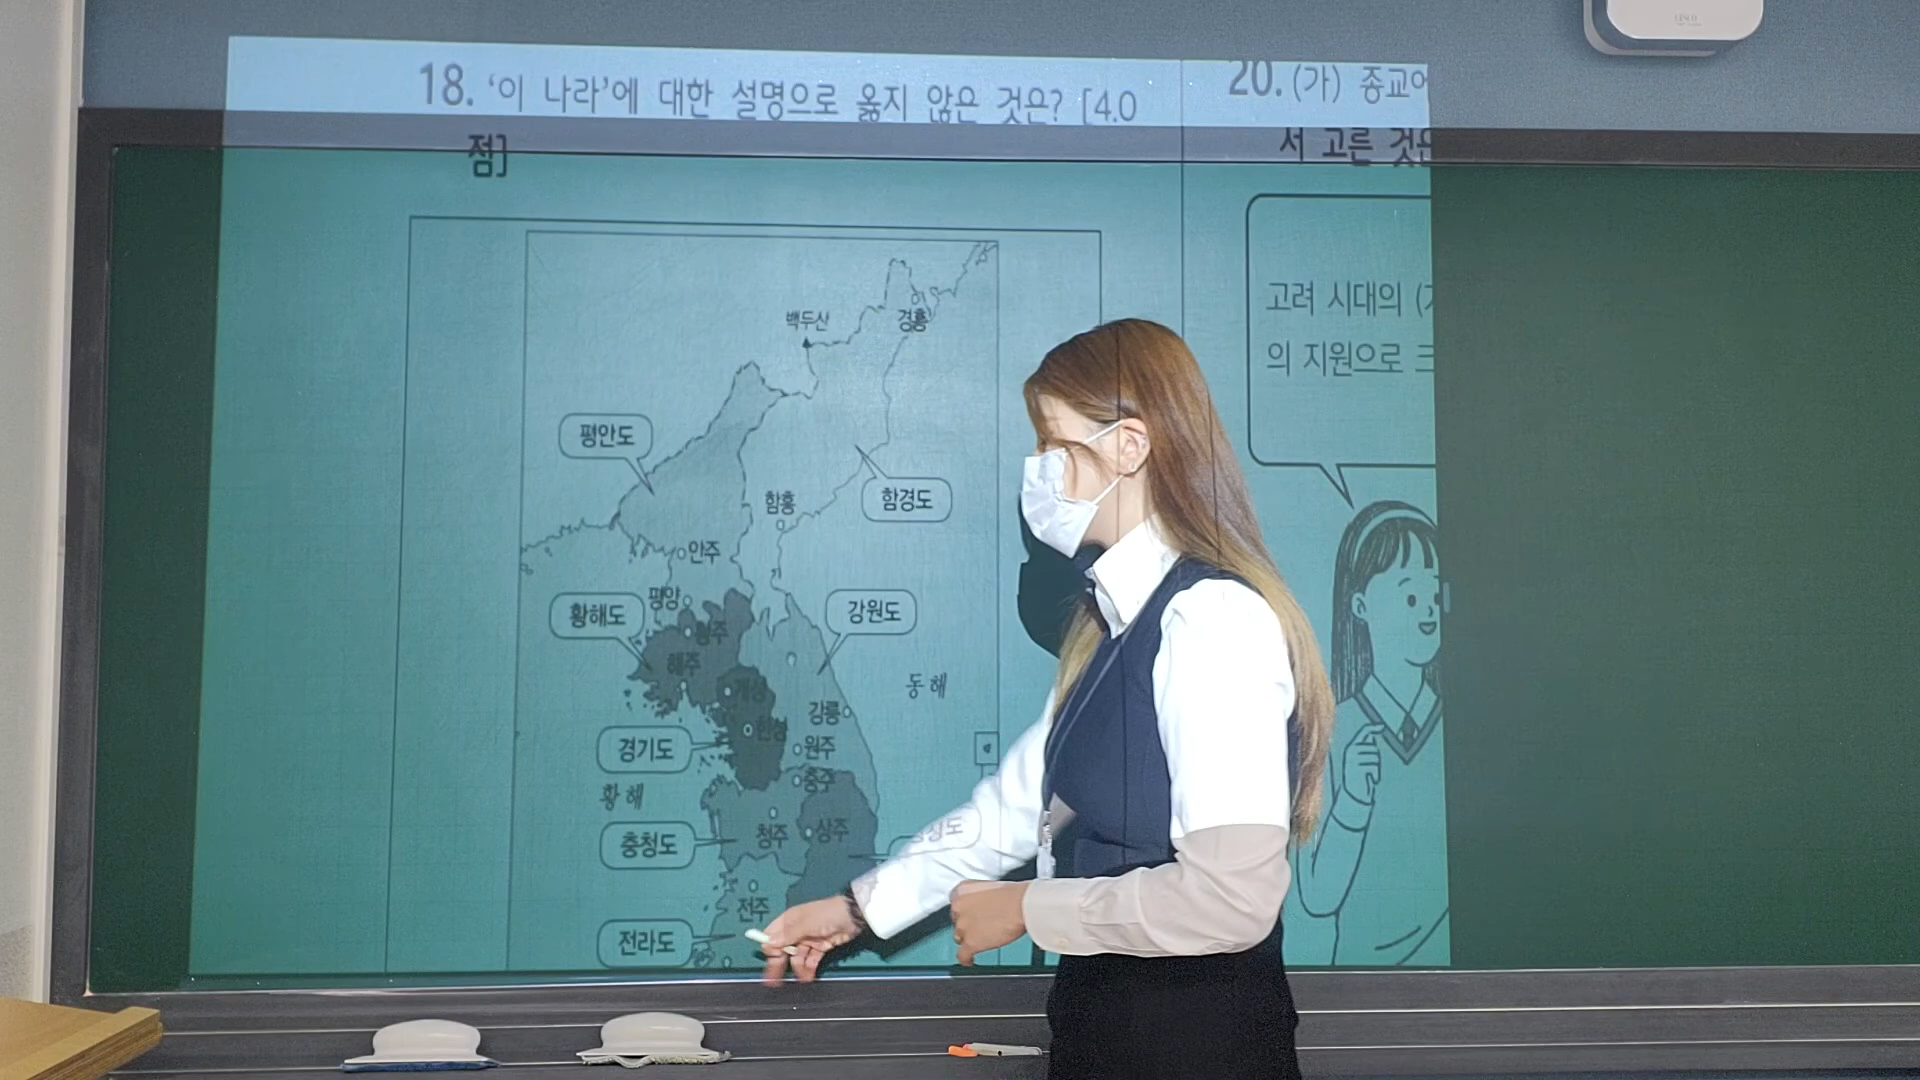 18. ‘이 나라’에 대한 설명으로 옳지 않은 것은? [4.0
점]
백두산
경흥
평안도
함경도
함흥
안주
평양
황해도
강원도
황주
해주
개성
동해
강릉
한성
경기도
원주
충주
황해
충청도
청주
상주
전주
전라도
20. (가) 종교에
서 고른 것은
고려 시대의 (가
의 지원으로